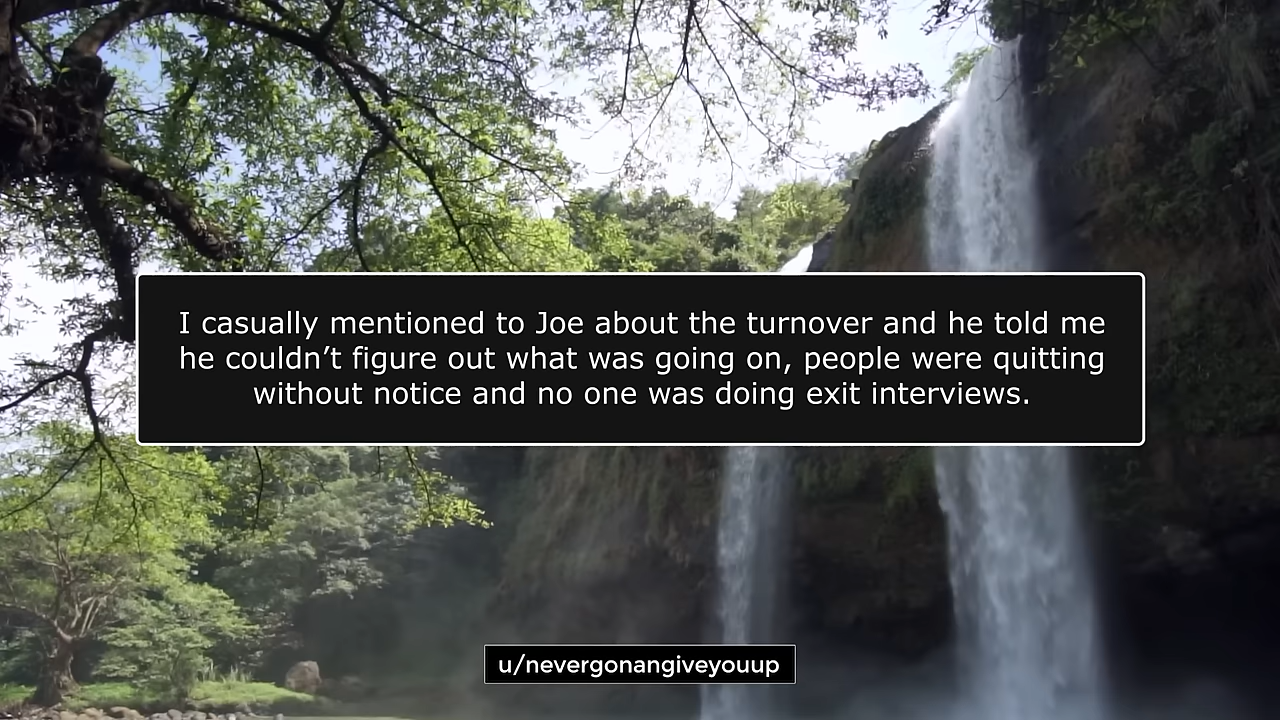 I casually mentioned to Joe about the turnover and he told me
he couldn’t figure out what was going on, people were quitting
without notice and no one was doing exit interviews.
u/nevergonangiveyouup